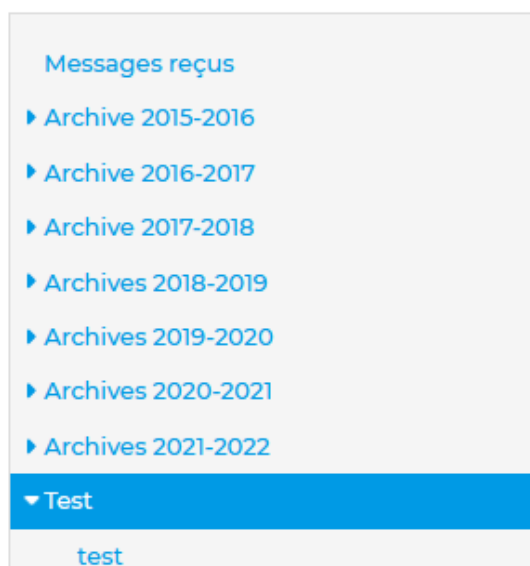 Messages reçus
Archive 2015-2016
Archive 2016-2017
Archive 2017-2018
Archives 2018-2019
Archives 2019-2020
Archives 2020-2021
Archives 2021-2022
Test
test